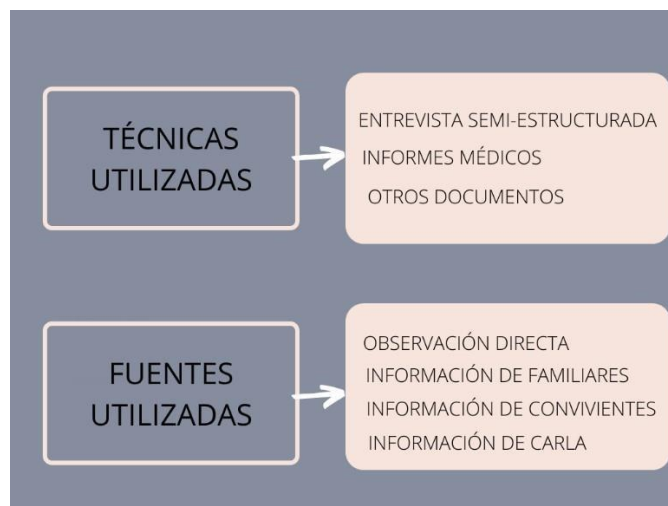 TÉCNICAS
UTILIZADAS
ENTREVISTA SEMI-ESTRUCTURADA
INFORMES MÉDICOS
OTROS DOCUMENTOS
FUENTES
UTILIZADAS
OBSERVACIÓN DIRECTA
INFORMACIÓN DE FAMILIARES
INFORMACIÓN DE CONVIVIENTES
INFORMACIÓN DE CARLA